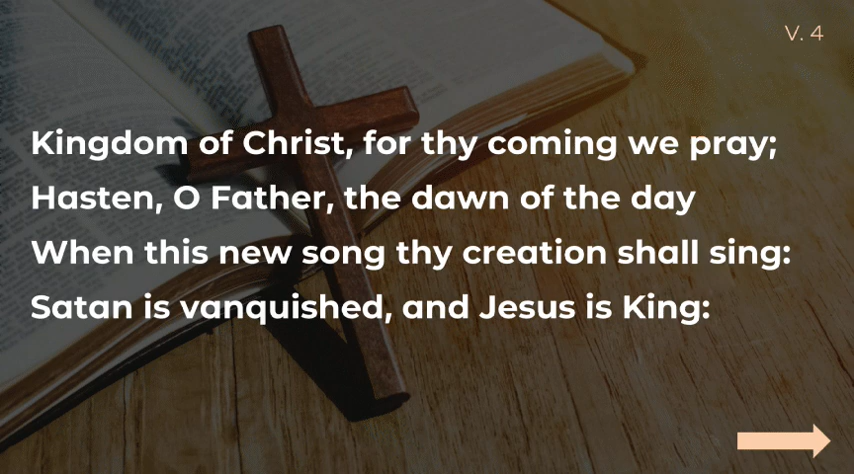 V. 4
Kingdom of Christ, for thy coming we pray;
Hasten, O Father, the dawn of the day
When this new song thy creation shall sing:
Satan is vanquished, and Jesus is King: